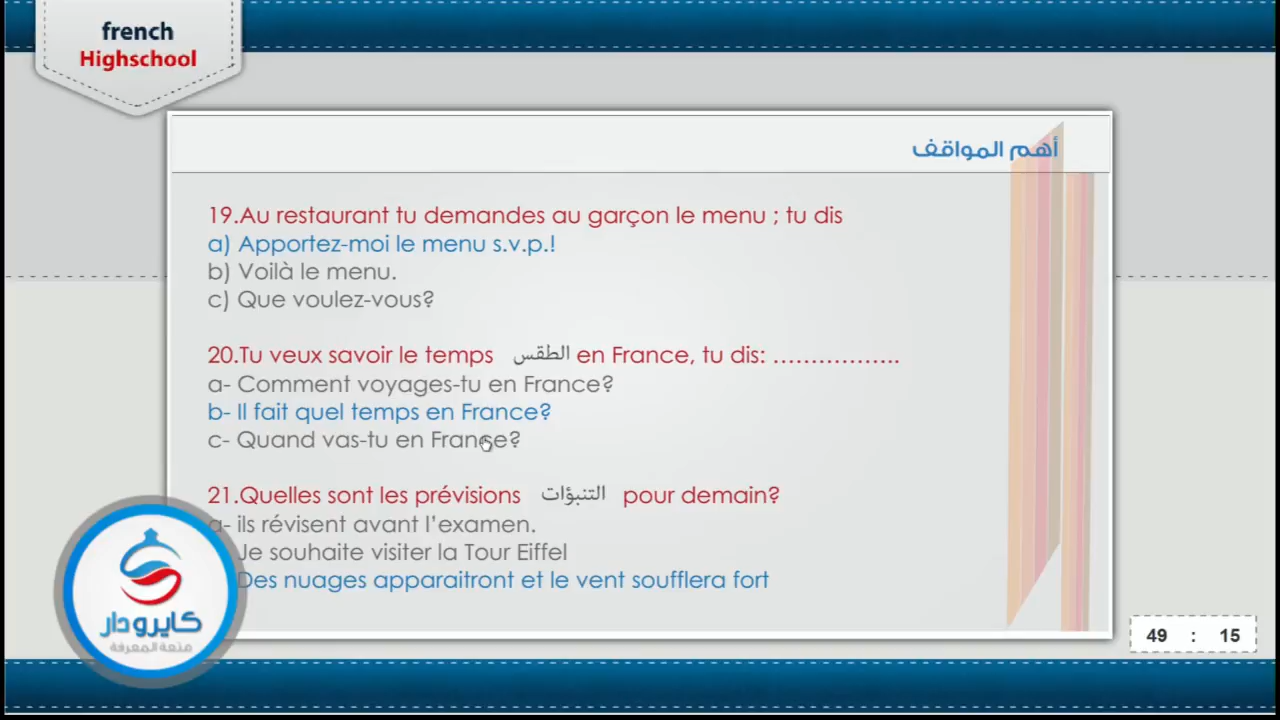 french
Highschool
أهم المواقف
19.Au restaurant tu demandes au garçon le menu ; tu dis
a) Apportez-moi le menu s.v.p.!
b) Voilà le menu.
c) Que voulez-vous?
20.Tu veux savoir le temps الطقس en France, tu dis: ……………..
a- Comment voyages-tu en France?
b- Il fait quel temps en France?
c- Quand vas-tu en France?
21.Quelles sont les prévisions التنبؤات pour demain?
a- ils révisent avant l’examen.
Je souhaite visiter la Tour Eiffel
Des nuages apparaitront et le vent soufflera fort
كايرودار
متعة المعرفة
49 : 15